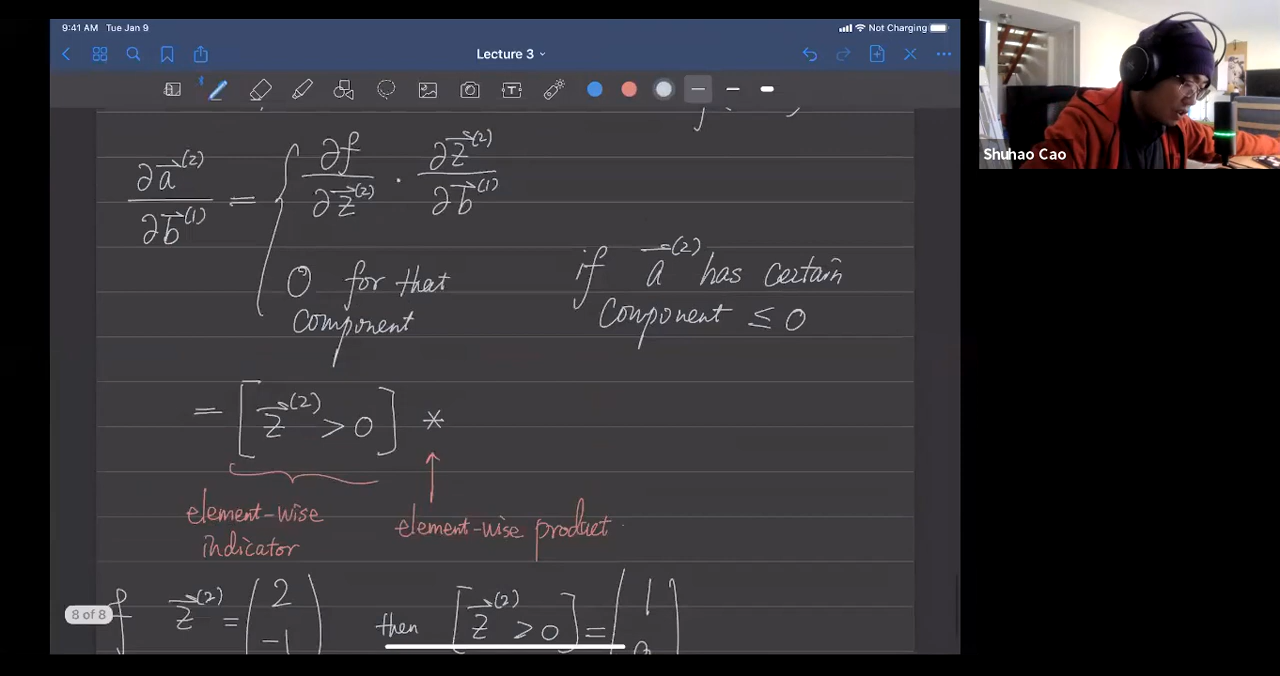 9:41 AM Tue Jan 9
Not Charging
Lecture 3
∂a⃗^(2)/∂b⃗^(1) = { ∂f/∂z⃗^(2) · ∂z⃗^(2)/∂b⃗^(1)
0 for that component if a⃗^(2) has certain component ≤ 0
= [z⃗^(2) > 0] *
element-wise indicator
element-wise product
z⃗^(2) = (2 -1 then [z⃗^(2) > 0] = (1
8 of 8
Shuhao Cao